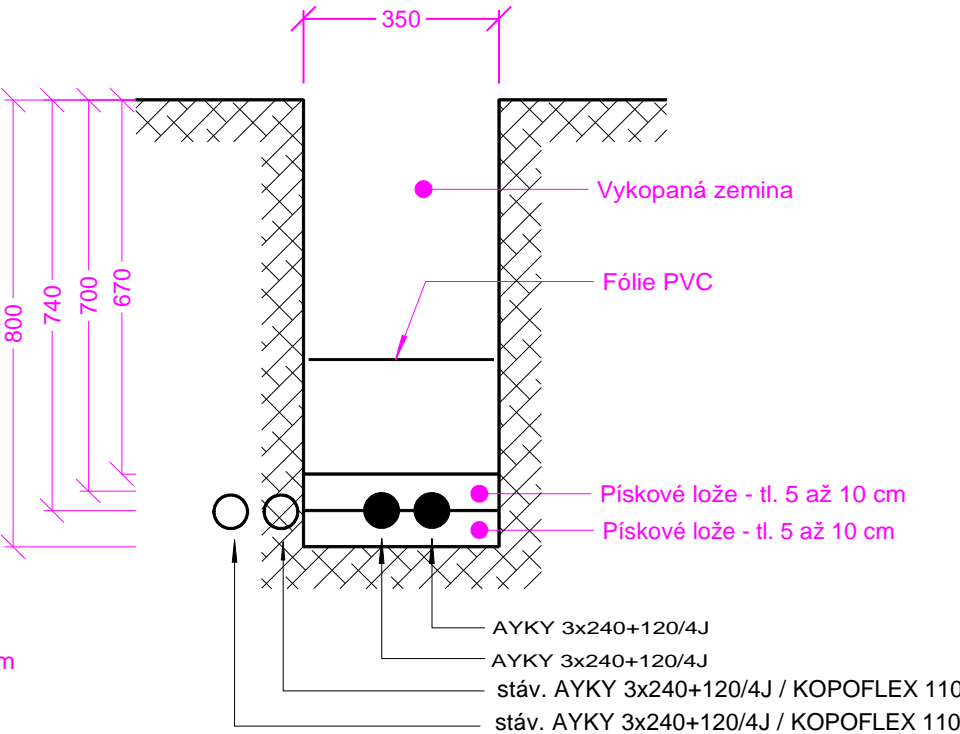 350
Vykopaná zemina
Fólie PVC
800
740
700
670
Pískové lože - tl. 5 až 10 cm
Pískové lože - tl. 5 až 10 cm
AYKY 3x240+120/4J
m
AYKY 3x240+120/4J
stáv. AYKY 3x240+120/4J / KOPOFLEX 110
stáv. AYKY 3x240+120/4J / KOPOFLEX 110